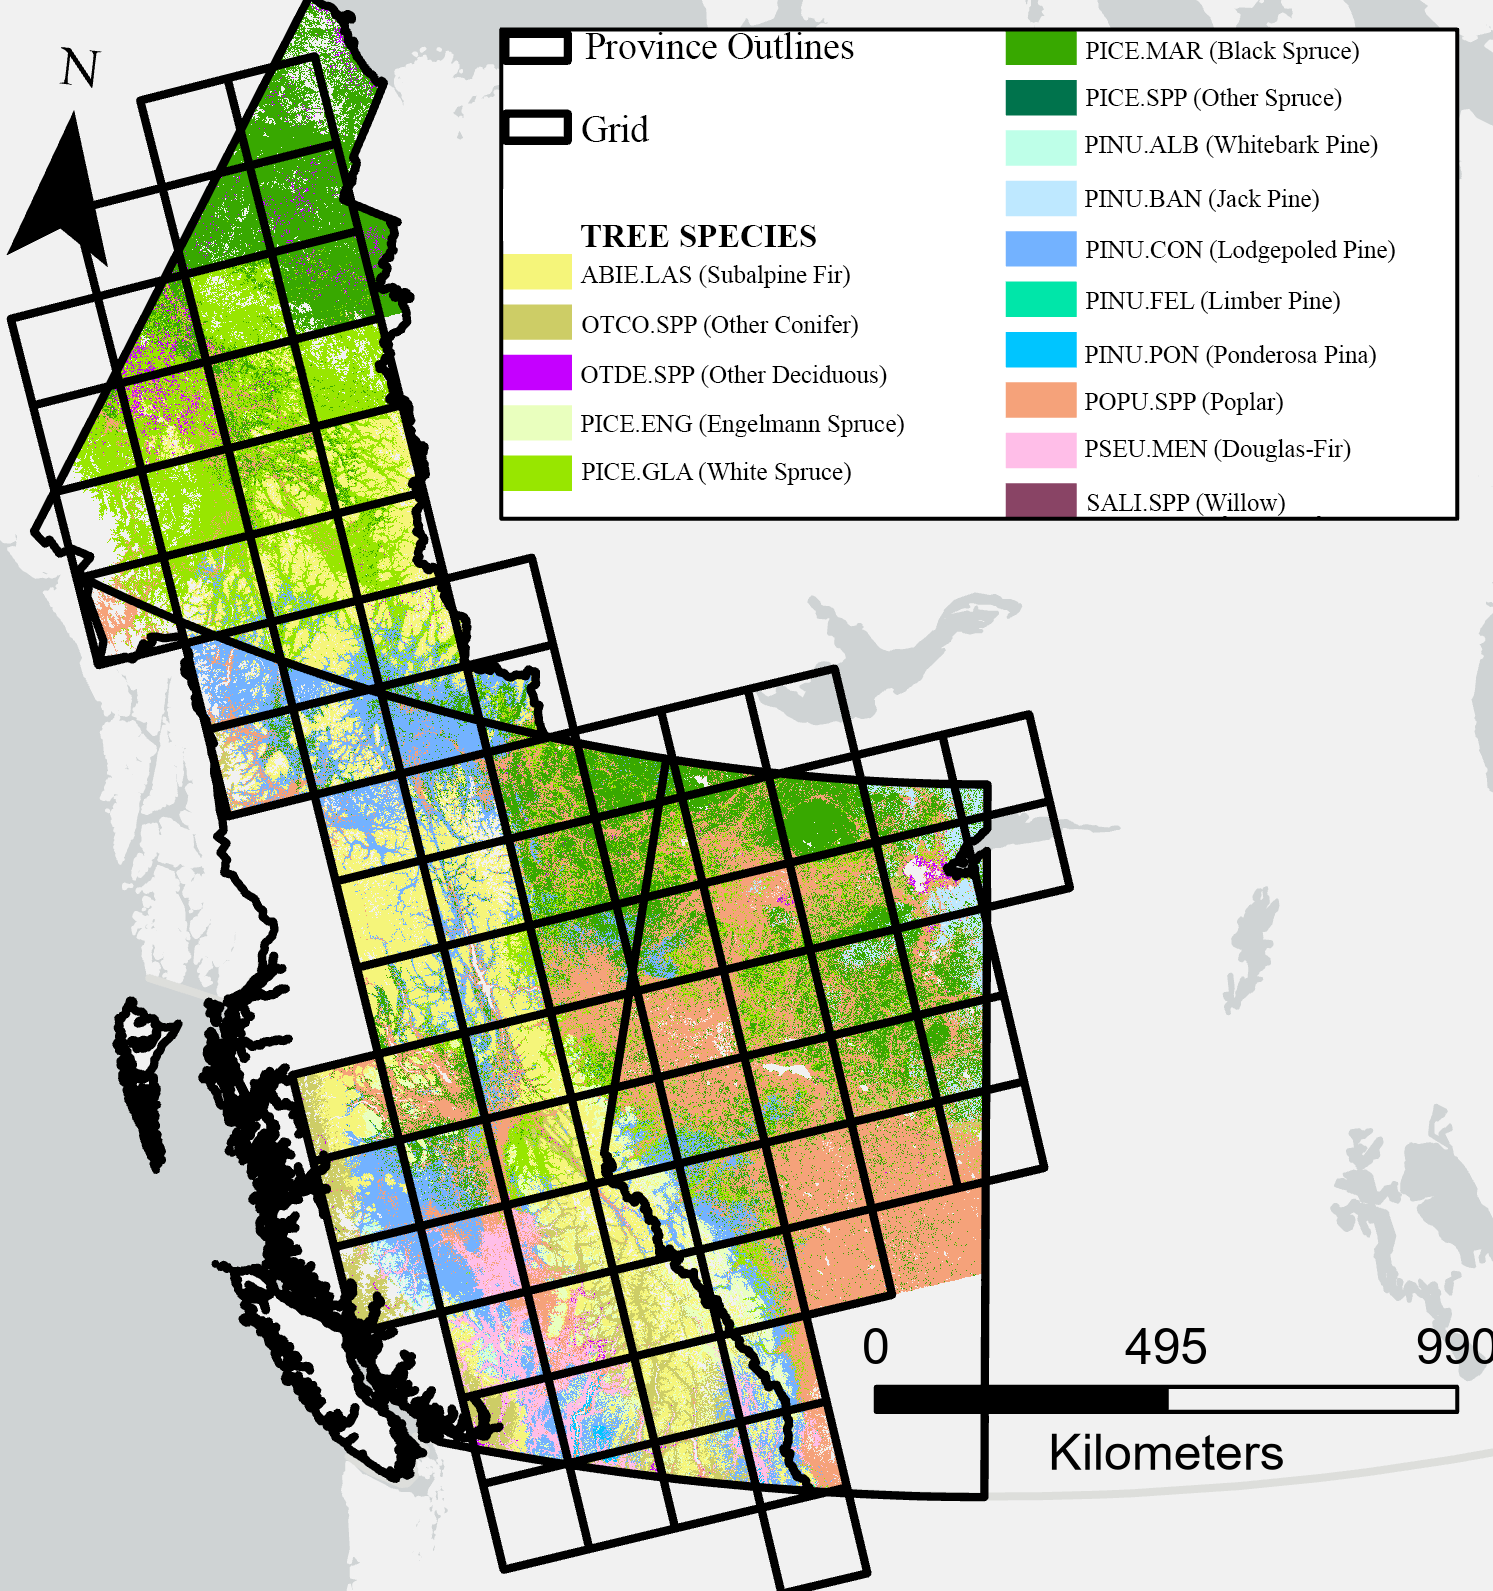 N
Province Outlines
Grid
TREE SPECIES
ABIE.LAS (Subalpine Fir)
OTCO.SPP (Other Conifer)
OTDE.SPP (Other Deciduous)
PICE.ENG (Engelmann Spruce)
PICE.GLA (White Spruce)
PICE.MAR (Black Spruce)
PICE.SPP (Other Spruce)
PINU.ALB (Whitebark Pine)
PINU.BAN (Jack Pine)
PINU.CON (Lodgepoled Pine)
PINU.FEL (Limber Pine)
PINU.PON (Ponderosa Pina)
POPU.SPP (Poplar)
PSEU.MEN (Douglas-Fir)
SALI.SPP (Willow)
0 495 990
Kilometers